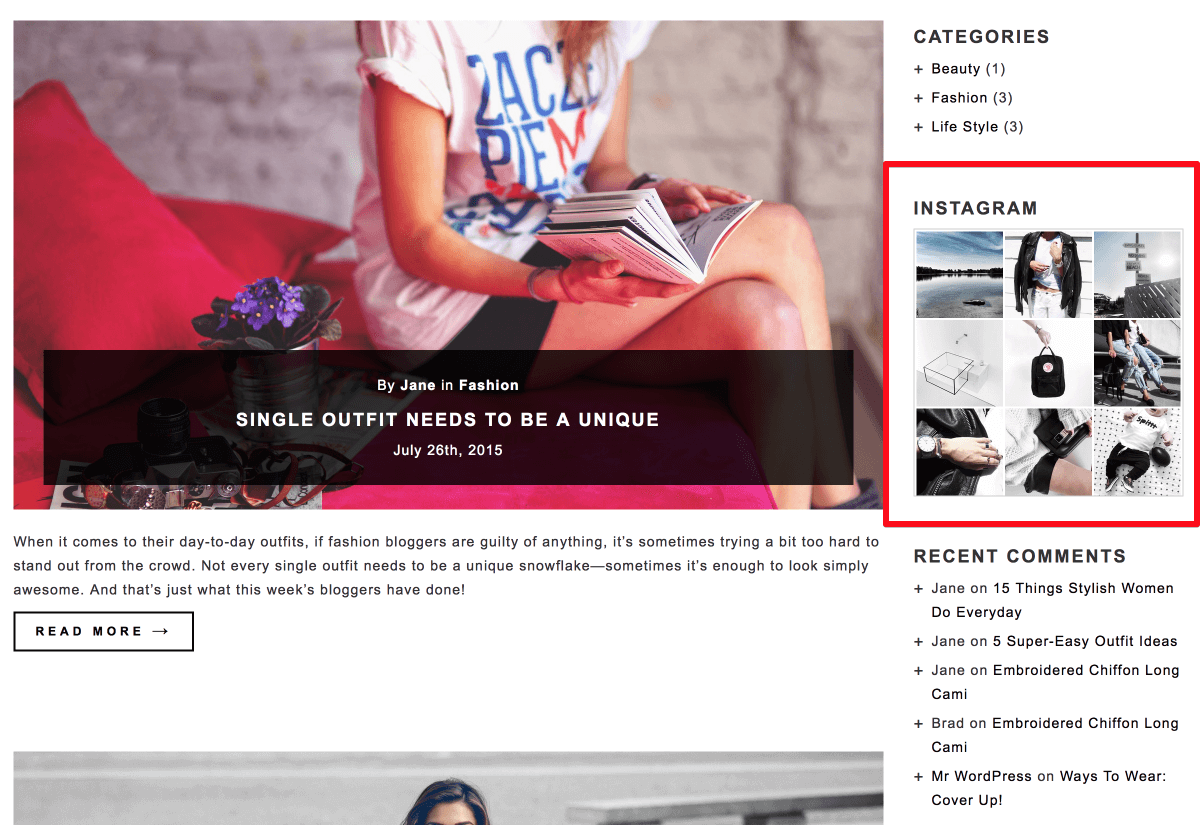 ZACZ
PIEM
By Jane in Fashion
SINGLE OUTFIT NEEDS TO BE A UNIQUE
July 26th, 2015
When it comes to their day-to-day outfits, if fashion bloggers are guilty of anything, it’s sometimes trying a bit too hard to
stand out from the crowd. Not every single outfit needs to be a unique snowflake—sometimes it’s enough to look simply
awesome. And that’s just what this week’s bloggers have done!
READ MORE →
CATEGORIES
+ Beauty (1)
+ Fashion (3)
+ Life Style (3)
INSTAGRAM
RECENT COMMENTS
+ Jane on 15 Things Stylish Women
Do Everyday
+ Jane on 5 Super-Easy Outfit Ideas
+ Jane on Embroidered Chiffon Long
Cami
+ Brad on Embroidered Chiffon Long
Cami
+ Mr WordPress on Ways To Wear:
Cover Up!